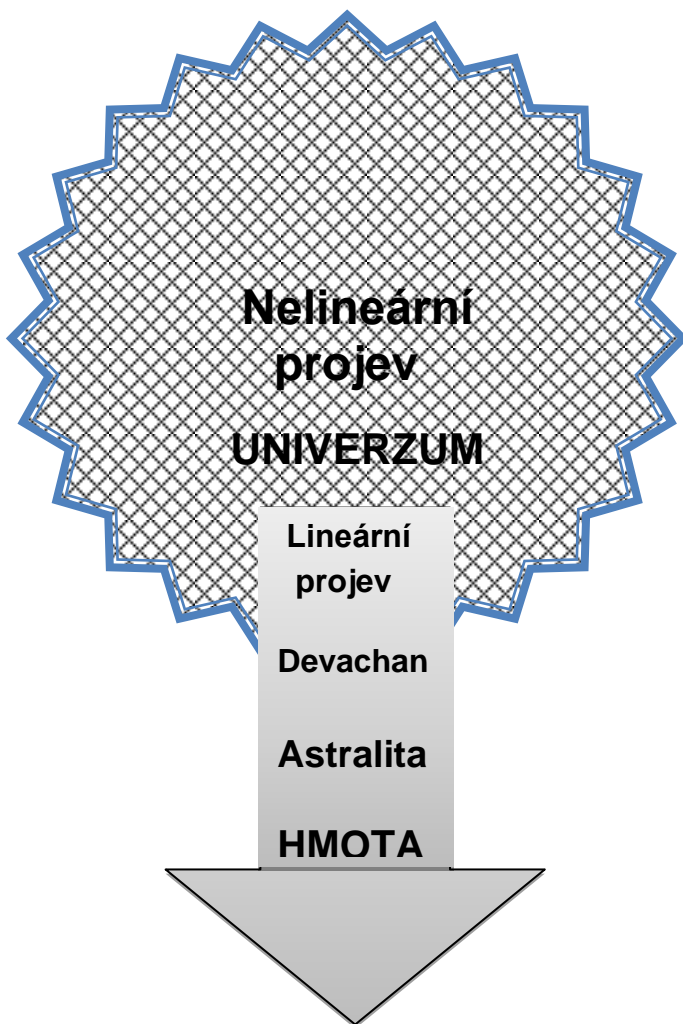 Nelineární
projev
UNIVERZUM
Lineární
projev
Devachan
Astralita
HMOTA